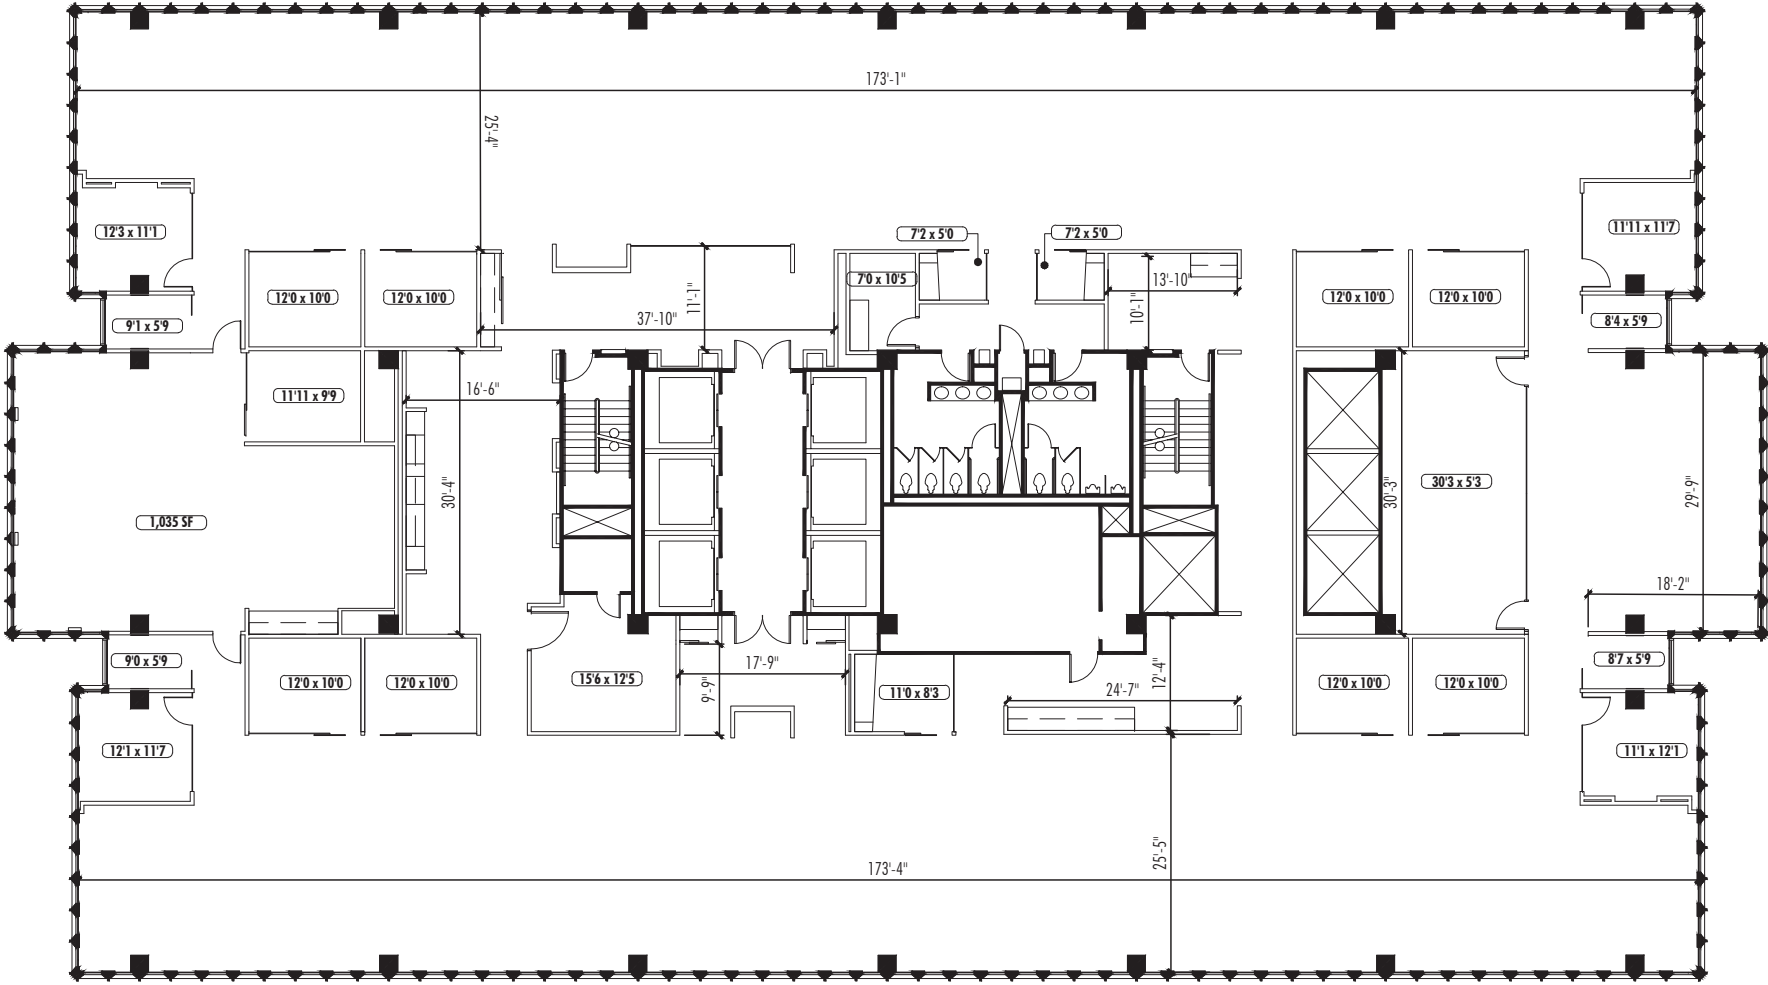 173'-1"
25'-4"
12'3 x 11'1
11'11 x 11'7
7'2 x 5'0
7'2 x 5'0
7'0 x 10'5
13'-10"
12'0 x 10'0
12'0 x 10'0
12'0 x 10'0
12'0 x 10'0
11'-1"
10'-1"
9'1 x 5'9
37'-10"
8'4 x 5'9
11'11 x 9'9
16'-6"
30'-4"
30'-3"
30'3 x 5'3
29'-9"
1,035 SF
18'-2"
9'0 x 5'9
17'-9"
8'7 x 5'9
12'0 x 10'0
12'0 x 10'0
15'6 x 12'5
9'-9"
11'0 x 8'3
24'-7"
12'-4"
12'0 x 10'0
12'0 x 10'0
12'1 x 11'7
11'1 x 12'1
25'-5"
173'-4"